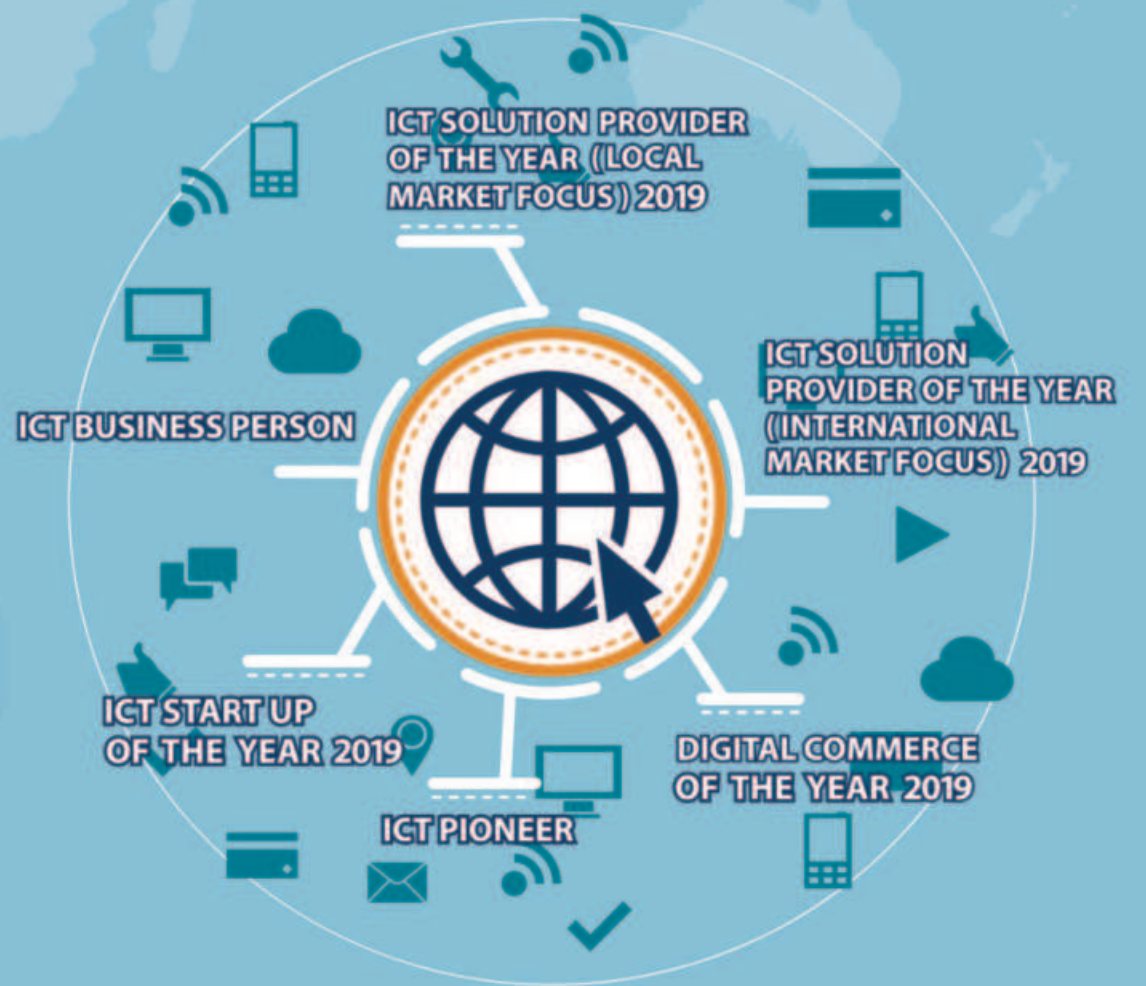 ICT SOLUTION PROVIDER
OF THE YEAR (LOCAL
MARKET FOCUS) 2019
ICT SOLUTION
PROVIDER OF THE YEAR
(INTERNATIONAL
MARKET FOCUS) 2019
ICT BUSINESS PERSON
ICT START UP
OF THE YEAR 2019
DIGITAL COMMERCE
OF THE YEAR 2019
ICT PIONEER